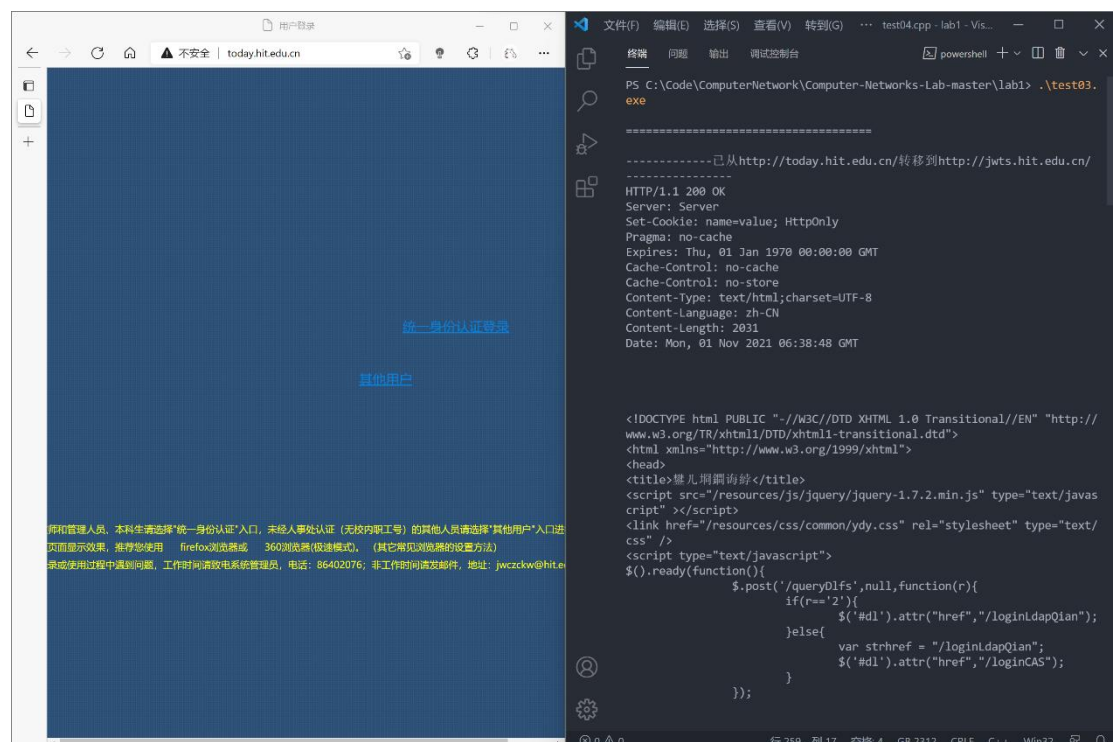 用户登录
不安全 | today.hit.edu.cn
统一身份认证登录
其他用户
师和管理人员、本科生请选择"统一身份认证"入口，未经人事处认证（无校内职工号）的其他人员请选择"其他用户"入口进
页面显示效果，推荐您使用 firefox浏览器或 360浏览器(极速模式)。 （其它常见浏览器的设置方法）
录或使用过程中遇到问题，工作时间请致电系统管理员，电话：86402076；非工作时间请发邮件，地址：jwczckw@hit.e
文件(F) 编辑(E) 选择(S) 查看(V) 转到(G) ··· test04.cpp - lab1 - Vis...
终端 问题 输出 调试控制台 powershell
PS C:\Code\ComputerNetwork\Computer-Networks-Lab-master\lab1> .\test03.
exe
=====================================
-------------已从http://today.hit.edu.cn/转移到http://jwts.hit.edu.cn/
----------------
HTTP/1.1 200 OK
Server: Server
Set-Cookie: name=value; HttpOnly
Pragma: no-cache
Expires: Thu, 01 Jan 1970 00:00:00 GMT
Cache-Control: no-cache
Cache-Control: no-store
Content-Type: text/html;charset=UTF-8
Content-Language: zh-CN
Content-Length: 2031
Date: Mon, 01 Nov 2021 06:38:48 GMT
<!DOCTYPE html PUBLIC "-//W3C//DTD XHTML 1.0 Transitional//EN" "http://
www.w3.org/TR/xhtml1/DTD/xhtml1-transitional.dtd">
<html xmlns="http://www.w3.org/1999/xhtml">
<head>
<title></title>
<script src="/resources/js/jquery/jquery-1.7.2.min.js" type="text/javas
cript" ></script>
<link href="/resources/css/common/ydy.css" rel="stylesheet" type="text/
css" />
<script type="text/javascript">
$().ready(function(){
$.post('/queryDlfs',null,function(r){
if(r=='2'){
$('#dl').attr("href","/loginLdapQian");
}else{
var strhref = "/loginLdapQian";
$('#dl').attr("href","/loginCAS");
}
});
行 259, 列 17 空格: 4 GB 2312 CRLF C++ Win32